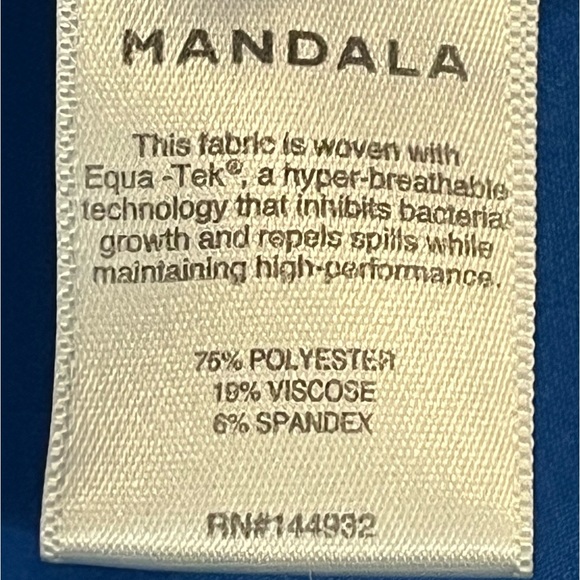 MANDALA
This fabric is woven with
Equa-Tek®, a hyper-breathable
technology that inhibits bacterial
growth and repels spills while
maintaining high-performance.
75% POLYESTER
19% VISCOSE
6% SPANDEX
RN#144932